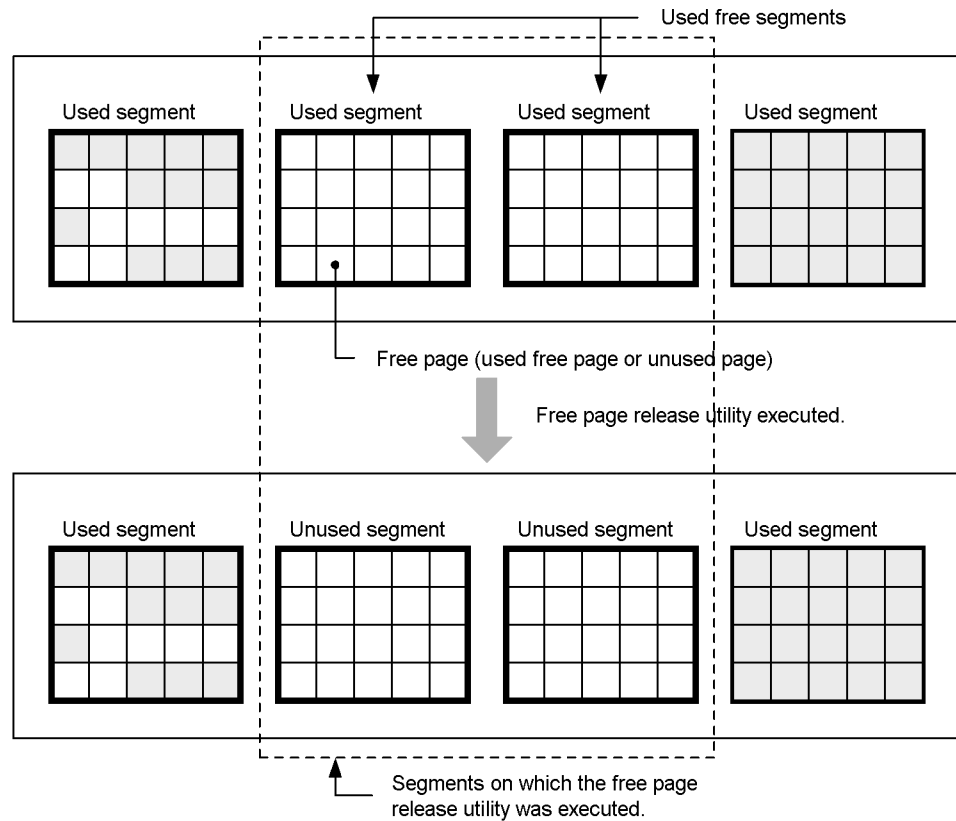 Used free segments
Used segment
Used segment
Used segment
Used segment
Free page (used free page or unused page)
Free page release utility executed.
Used segment
Unused segment
Unused segment
Used segment
Segments on which the free page
release utility was executed.